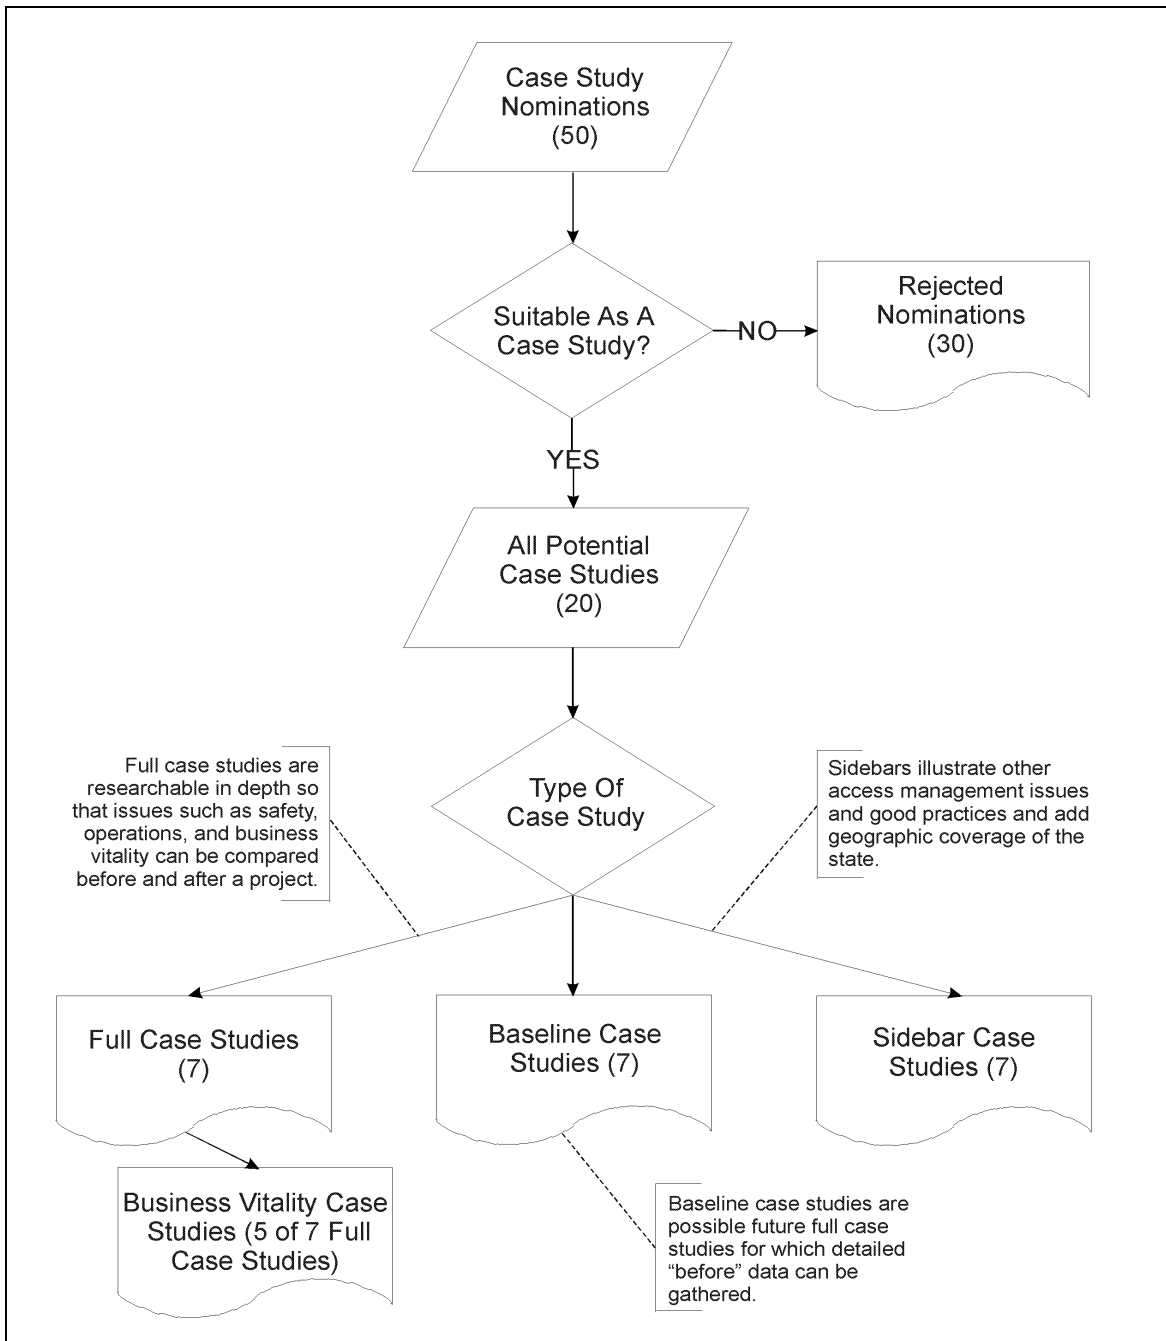 Case Study
Nominations
(50)
Suitable As A
Case Study?
NO
Rejected
Nominations
(30)
YES
All Potential
Case Studies
(20)
Type Of
Case Study
Full case studies are
researchable in depth so
that issues such as safety,
operations, and business
vitality can be compared
before and after a project.
Sidebars illustrate other
access management issues
and good practices and add
geographic coverage of the
state.
Full Case Studies
(7)
Baseline Case
Studies (7)
Sidebar Case
Studies (7)
Business Vitality Case
Studies (5 of 7 Full
Case Studies)
Baseline case studies are
possible future full case
studies for which detailed
“before” data can be
gathered.